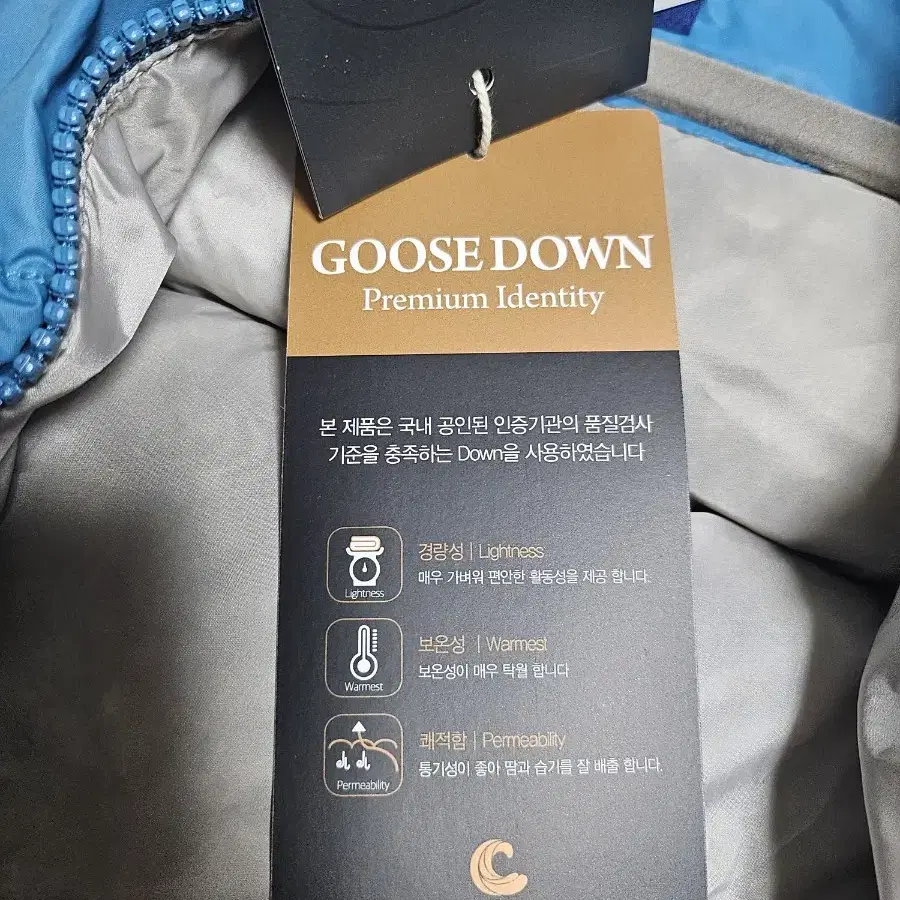 GOOSE DOWN
Premium Identity
본 제품은 국내 공인된 인증기관의 품질검사
기준을 충족하는 Down을 사용하였습니다
경량성 | Lightness
매우 가벼워 편안한 활동성을 제공 합니다.
Lightness
보온성 | Warmest
보온성이 매우 탁월 합니다
Warmest
쾌적함 | Permeability
통기성이 좋아 땀과 습기를 잘 배출 합니다.
Permeability